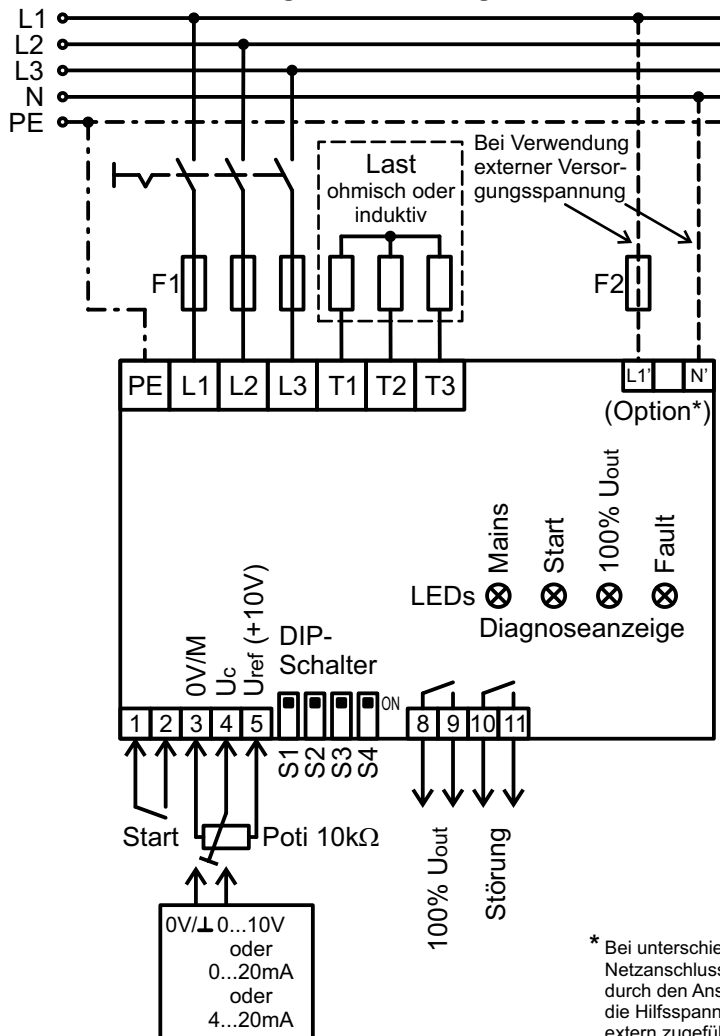 L1
L2
L3
N
PE
Last
ohmisch oder
induktiv
Bei Verwendung
externer Versor-
gungsspannung
F1
F2
PE L1 L2 L3 T1 T2 T3
L1' N'
(Option*)
Mains
Start
100% Uout
Fault
LEDs
Diagnoseanzeige
0V/M
Uc
Uref (+10V)
DIP-
Schalter
ON
1 2 3 4 5
S1
S2
S3
S4
8 9 10 11
Start
Poti 10kΩ
100% Uout
Störung
0V/⊥ 0...10V
oder
0...20mA
oder
4...20mA
* Bei unterschie
Netzanschluss
durch den Ans
die Hilfsspann
extern zugefüh